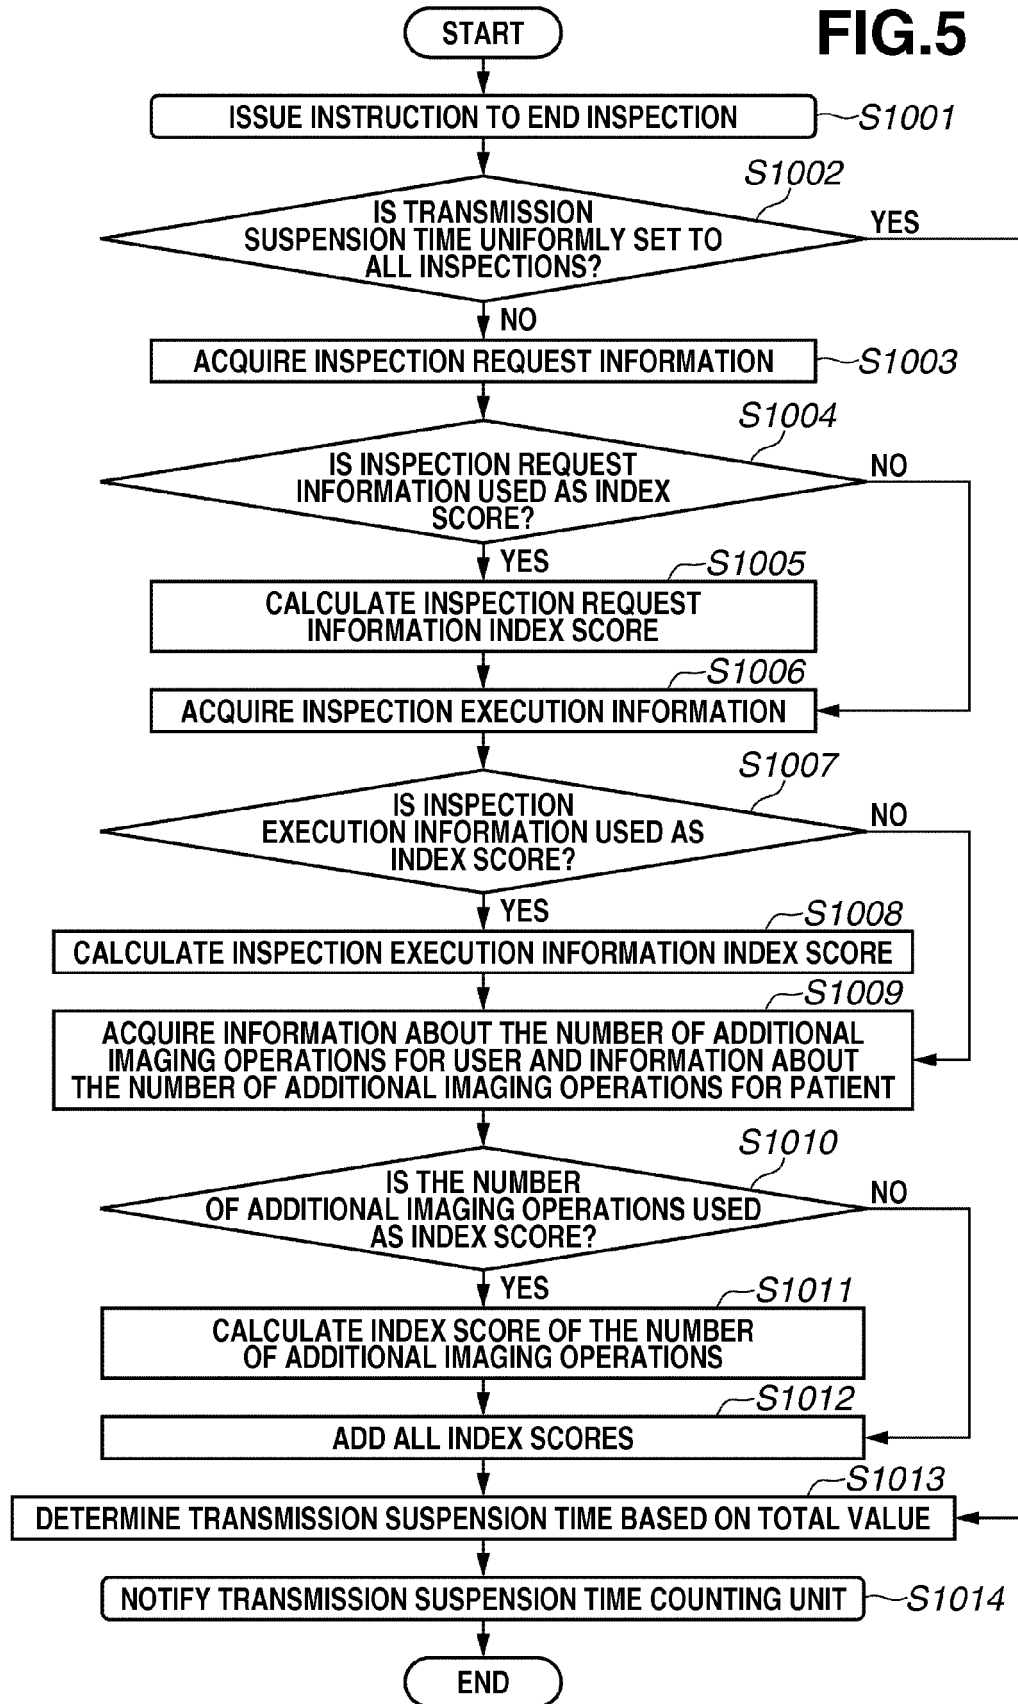 FIG.5
START
ISSUE INSTRUCTION TO END INSPECTION
S1001
S1002
IS TRANSMISSION
SUSPENSION TIME UNIFORMLY SET TO
ALL INSPECTIONS?
YES
NO
ACQUIRE INSPECTION REQUEST INFORMATION
S1003
S1004
IS INSPECTION REQUEST
INFORMATION USED AS INDEX
SCORE?
NO
YES
S1005
CALCULATE INSPECTION REQUEST
INFORMATION INDEX SCORE
S1006
ACQUIRE INSPECTION EXECUTION INFORMATION
S1007
IS INSPECTION
EXECUTION INFORMATION USED AS
INDEX SCORE?
NO
YES
S1008
CALCULATE INSPECTION EXECUTION INFORMATION INDEX SCORE
S1009
ACQUIRE INFORMATION ABOUT THE NUMBER OF ADDITIONAL
IMAGING OPERATIONS FOR USER AND INFORMATION ABOUT
THE NUMBER OF ADDITIONAL IMAGING OPERATIONS FOR PATIENT
S1010
IS THE NUMBER
OF ADDITIONAL IMAGING OPERATIONS USED
AS INDEX SCORE?
NO
YES
S1011
CALCULATE INDEX SCORE OF THE NUMBER
OF ADDITIONAL IMAGING OPERATIONS
S1012
ADD ALL INDEX SCORES
S1013
DETERMINE TRANSMISSION SUSPENSION TIME BASED ON TOTAL VALUE
NOTIFY TRANSMISSION SUSPENSION TIME COUNTING UNIT
S1014
END